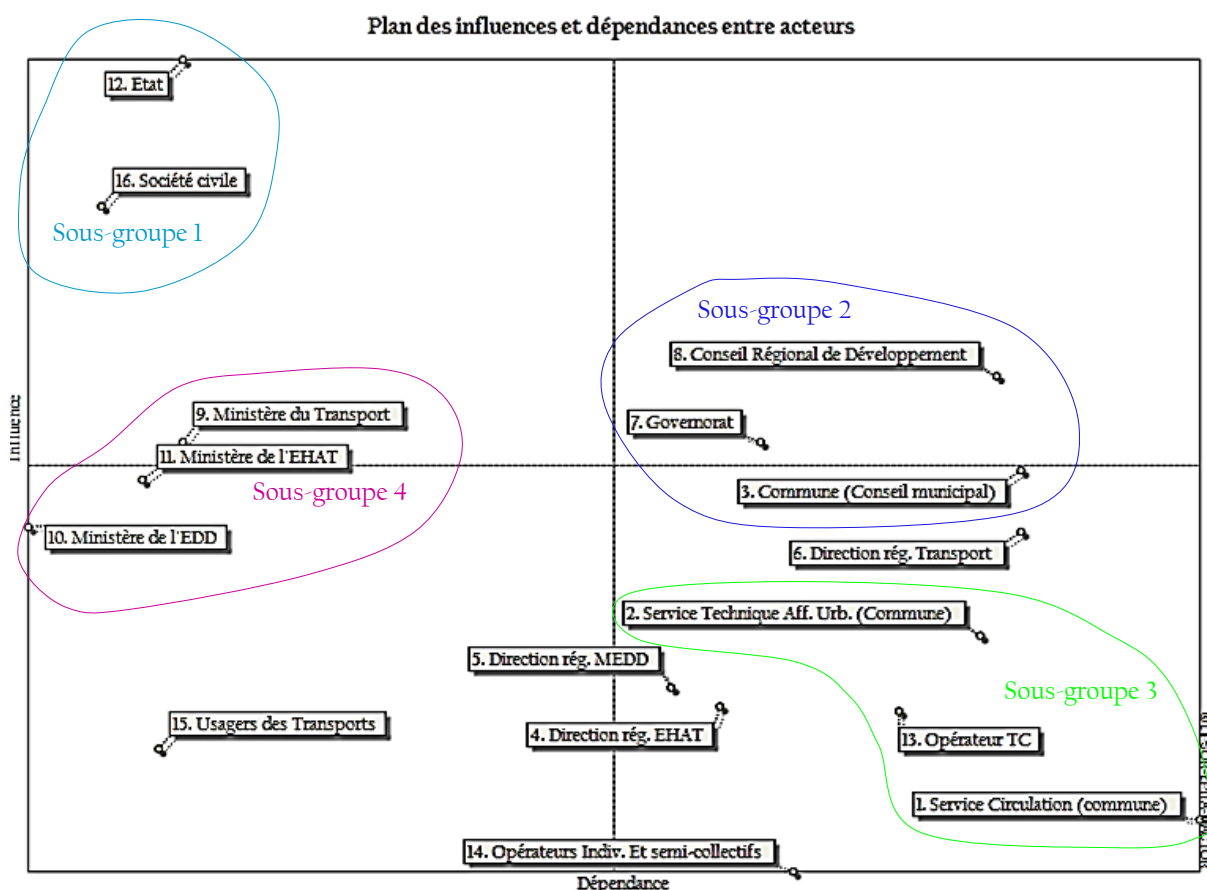 Plan des influences et dépendances entre acteurs
12. Etat
16. Société civile
Sous-groupe 1
Sous-groupe 2
8. Conseil Régional de Développement
9. Ministère du Transport
7. Governorat
Influence
11. Ministère de l'EHAT
Sous-groupe 4
3. Commune (Conseil municipal)
10. Ministère de l'EDD
6. Direction rég. Transport
2. Service Technique Aff. Urb. (Commune)
5. Direction rég. MEDD
Sous-groupe 3
15. Usagers des Transports
4. Direction rég. EHAT
13. Opérateur TC
1. Service Circulation (commune)
14. Opérateurs Indiv. Et semi-collectifs
Dépendance